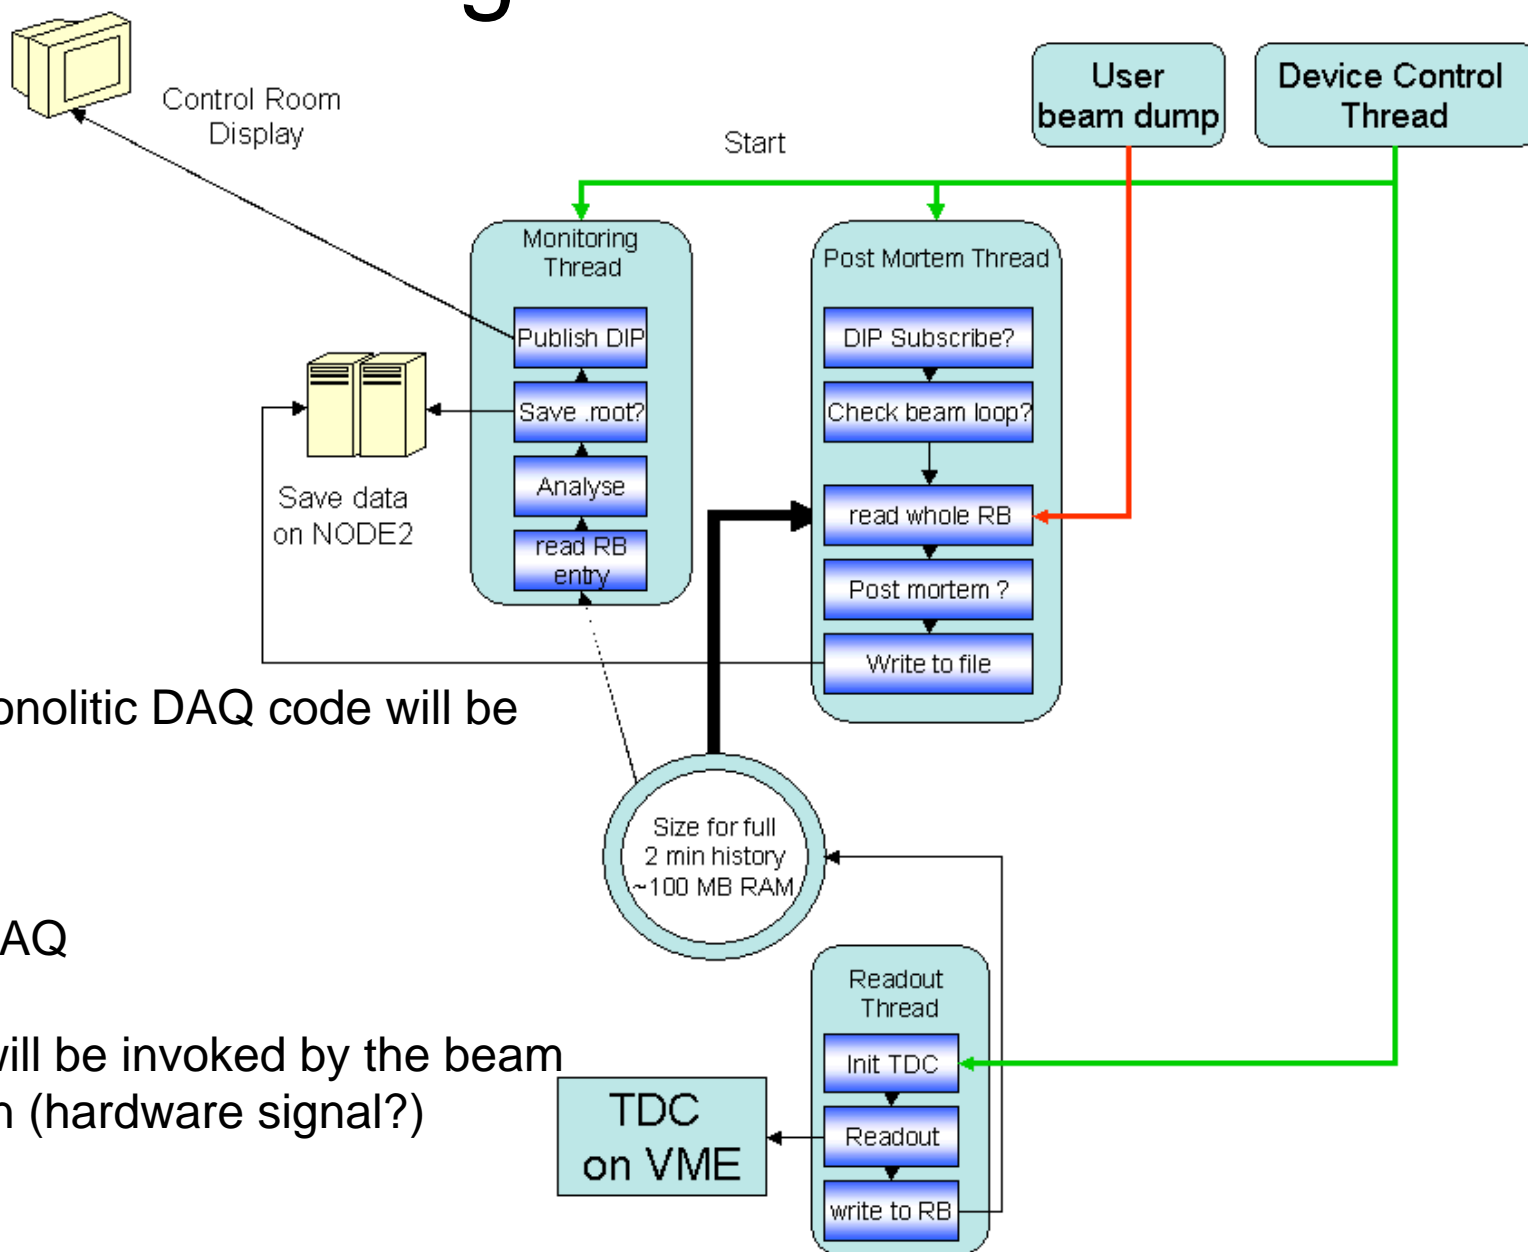 Control Room
Display
Start
User
beam dump
Device Control
Thread
Monitoring
Thread
Publish DIP
Save .root?
Analyse
read RB
entry
Post Mortem Thread
DIP Subscribe?
Check beam loop?
read whole RB
Post mortem ?
Write to file
Save data
on NODE2
onolitic DAQ code will be
Size for full
2 min history
~100 MB RAM
AQ
will be invoked by the beam
n (hardware signal?)
Readout
Thread
Init TDC
Readout
write to RB
TDC
on VME